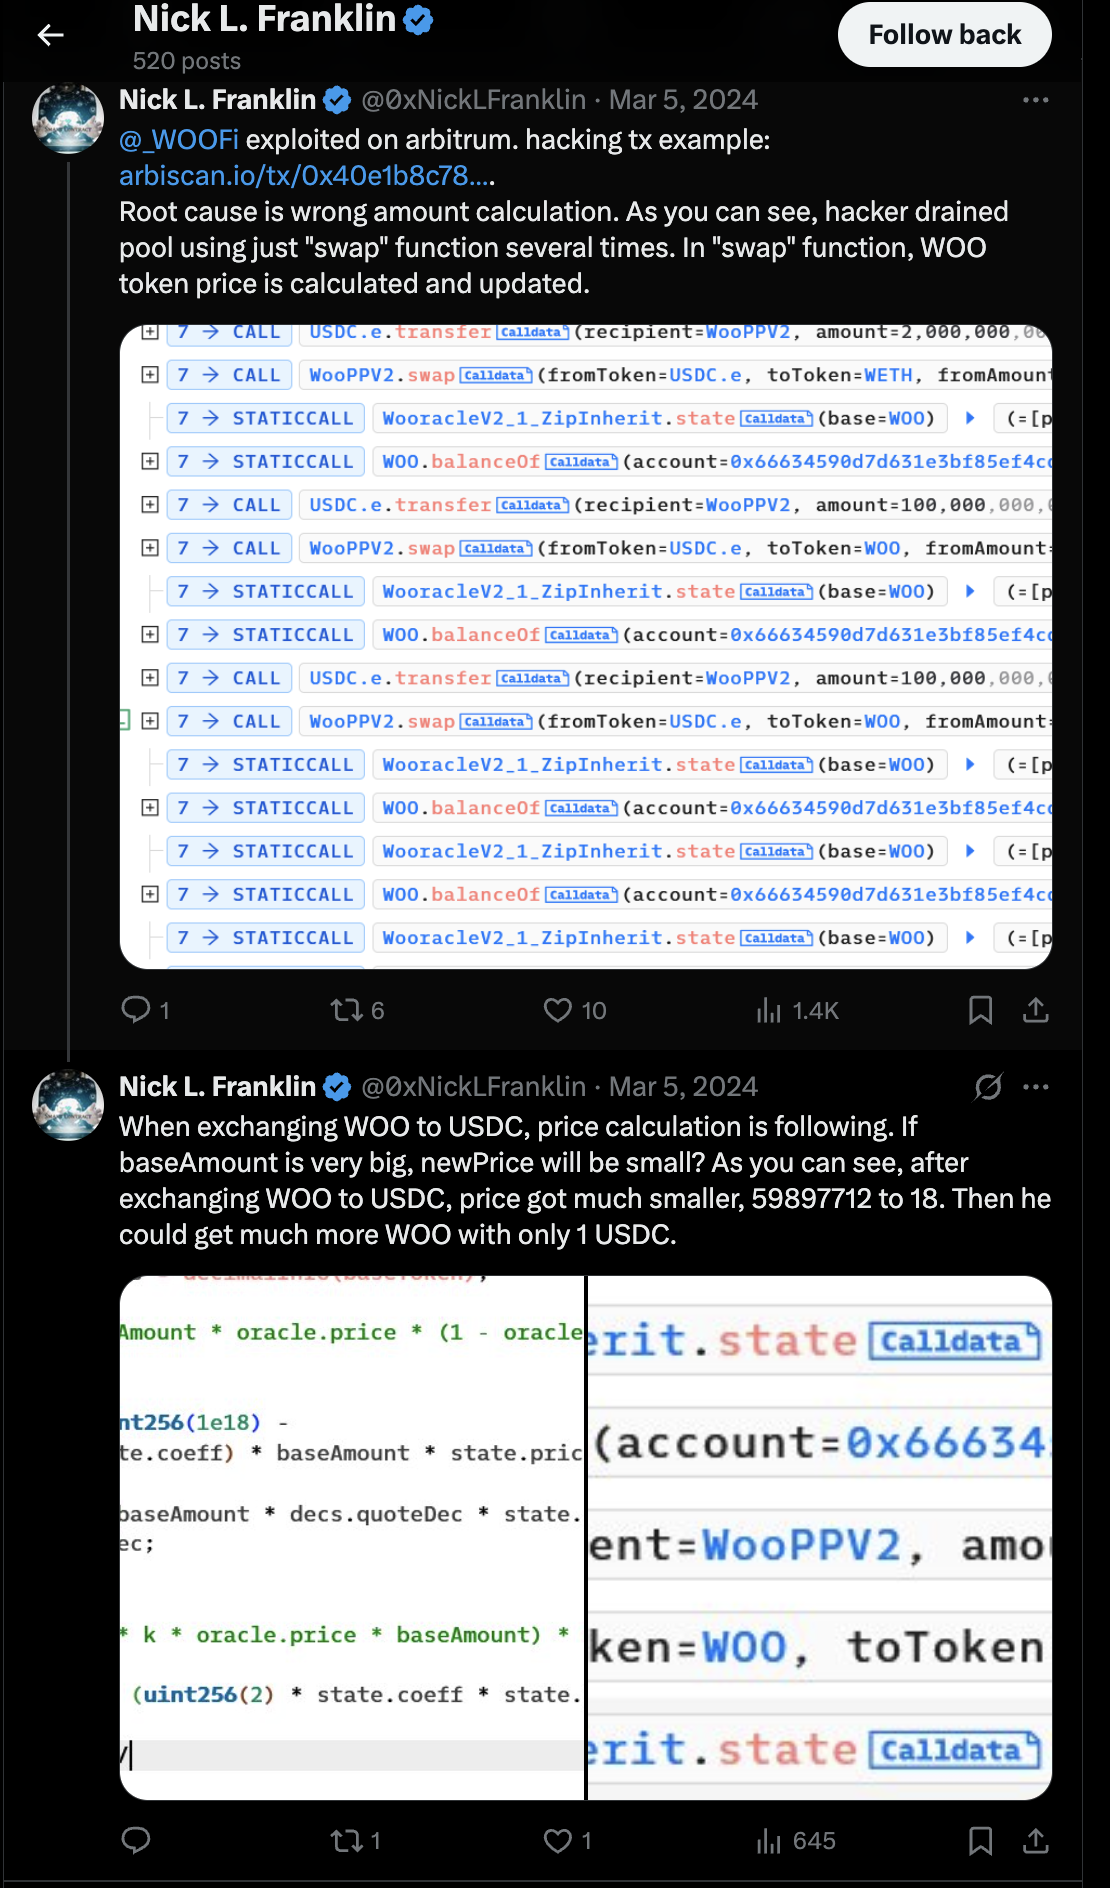 Nick L. Franklin
520 posts
Follow back
Nick L. Franklin @0xNickLFranklin · Mar 5, 2024
@_WOOFi exploited on arbitrum. hacking tx example:
arbiscan.io/tx/0x40e1b8c78....
Root cause is wrong amount calculation. As you can see, hacker drained
pool using just "swap" function several times. In "swap" function, WOO
token price is calculated and updated.
7 → CALL USDC.e.transfer Calldata (recipient=WooPPV2, amount=2,000,000,00
7 → CALL WooPPV2.swap Calldata (fromToken=USDC.e, toToken=WETH, fromAmount
7 → STATICCALL WooracleV2_1_ZipInherit.state Calldata (base=WOO) (=[p
7 → STATICCALL WOO.balanceOf Calldata (account=0x66634590d7d631e3bf85ef4cc
7 → CALL USDC.e.transfer Calldata (recipient=WooPPV2, amount=100,000,000,
7 → CALL WooPPV2.swap Calldata (fromToken=USDC.e, toToken=WOO, fromAmount=
7 → STATICCALL WooracleV2_1_ZipInherit.state Calldata (base=WOO) (=[p
7 → STATICCALL WOO.balanceOf Calldata (account=0x66634590d7d631e3bf85ef4cc
7 → CALL USDC.e.transfer Calldata (recipient=WooPPV2, amount=100,000,000,
7 → CALL WooPPV2.swap Calldata (fromToken=USDC.e, toToken=WOO, fromAmount=
7 → STATICCALL WooracleV2_1_ZipInherit.state Calldata (base=WOO) (=[p
7 → STATICCALL WOO.balanceOf Calldata (account=0x66634590d7d631e3bf85ef4cc
7 → STATICCALL WooracleV2_1_ZipInherit.state Calldata (base=WOO) (=[p
7 → STATICCALL WOO.balanceOf Calldata (account=0x66634590d7d631e3bf85ef4cc
7 → STATICCALL WooracleV2_1_ZipInherit.state Calldata (base=WOO) (=[p
1 6 10 1.4K
Nick L. Franklin @0xNickLFranklin · Mar 5, 2024
When exchanging WOO to USDC, price calculation is following. If
baseAmount is very big, newPrice will be small? As you can see, after
exchanging WOO to USDC, price got much smaller, 59897712 to 18. Then he
could get much more WOO with only 1 USDC.
Amount * oracle.price * (1 - oracle
nt256(1e18) -
te.coeff) * baseAmount * state.pric
baseAmount * decs.quoteDec * state.
ec;
* k * oracle.price * baseAmount) *
(uint256(2) * state.coeff * state.
/
erit.state Calldata
(account=0x66634
ent=WooPPV2, amo
ken=WOO, toToken
erit.state Calldata
1 1 645